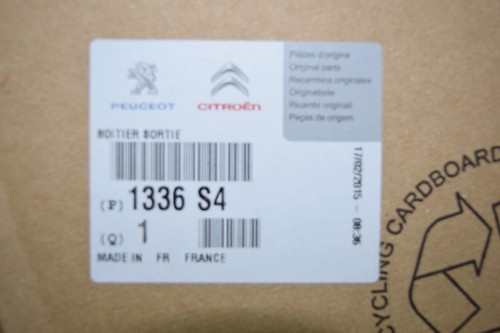 PEUGEOT
CITROËN
Pièces d'origine
Original parts
Recambios originales
Originalteile
Ricambi originali
Peças de origem
BOITIER SORTIE
(P) 1336 S4
(Q) 1
MADE IN FR FRANCE
17/02/2015 - 08:36
CYCLING CARDBOARD